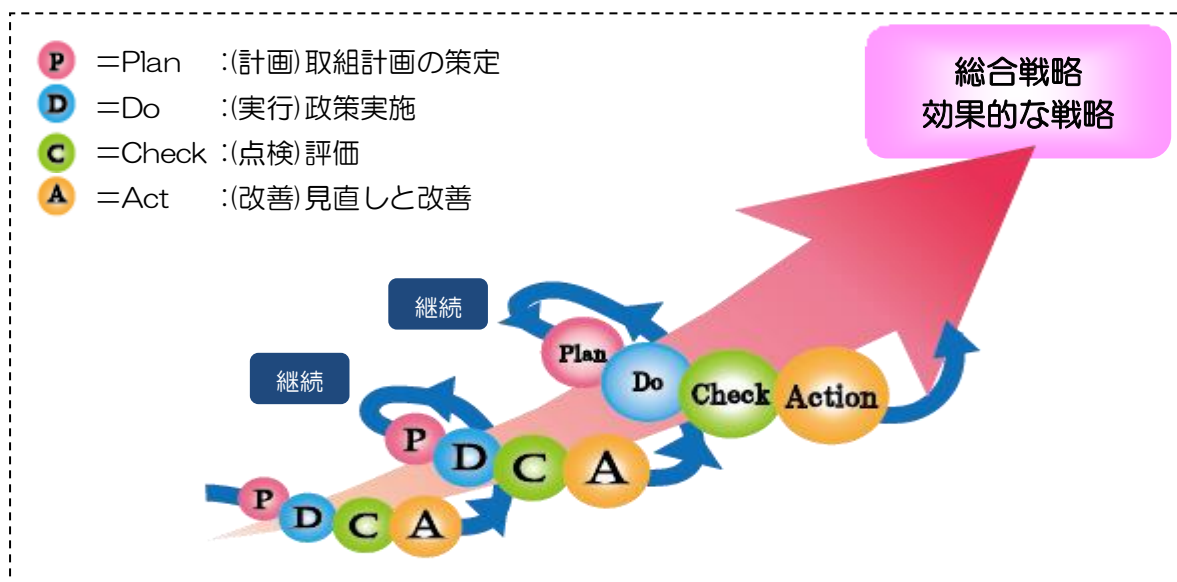 P =Plan :(計画)取組計画の策定
D =Do :(実行)政策実施
C =Check :(点検)評価
A =Act :(改善)見直しと改善
総合戦略
効果的な戦略
継続
Plan Do Check Action
継続
P D C A
P D C A